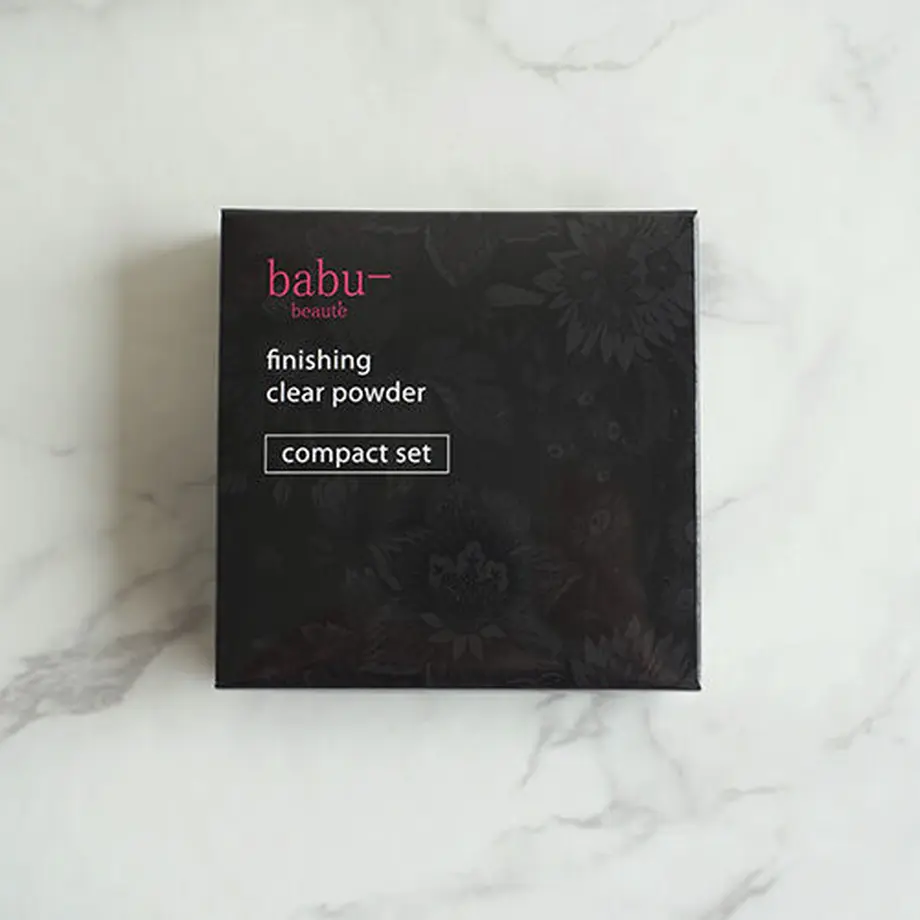 babu—
beauté
finishing
clear powder
compact set